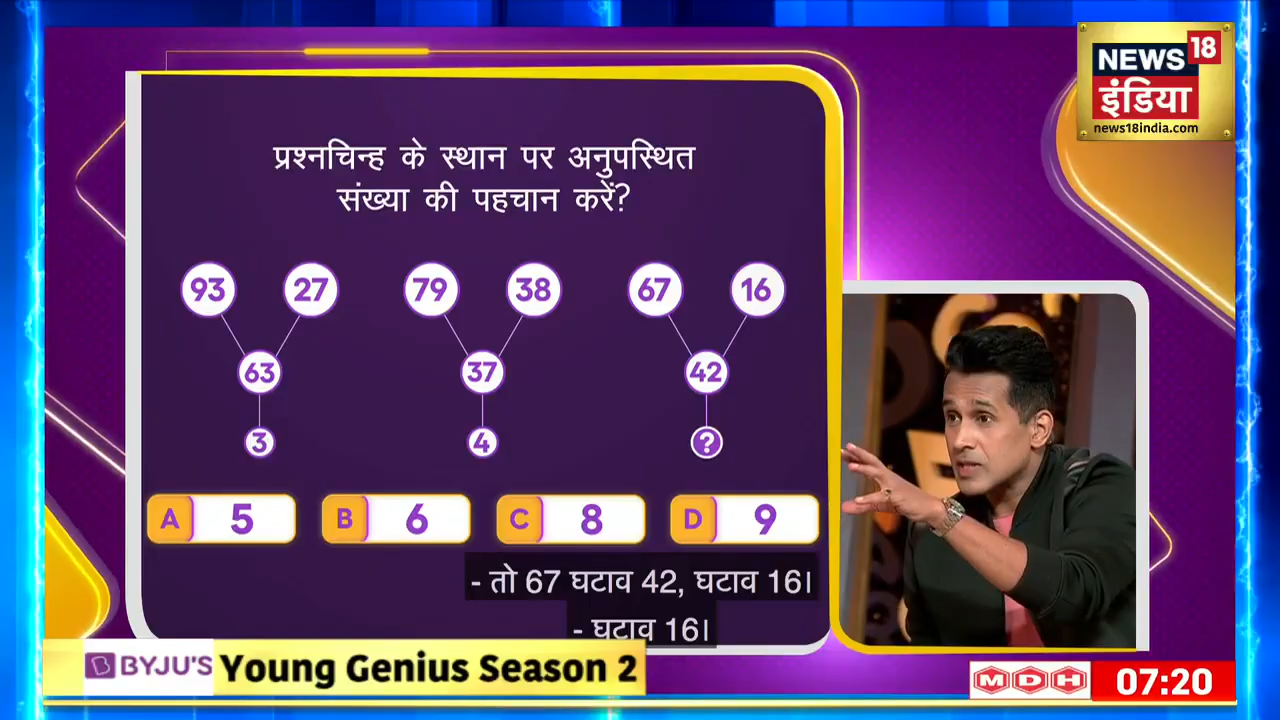 NEWS 18
इंडिया
news18india.com
प्रश्नचिन्ह के स्थान पर अनुपस्थित
संख्या की पहचान करें?
93 27 79 38 67 16
63 37 42
3 4 ?
A 5 B 6 C 8 D 9
- तो 67 घटाव 42, घटाव 16।
- घटाव 16।
BYJU'S Young Genius Season 2
MDH 07:20